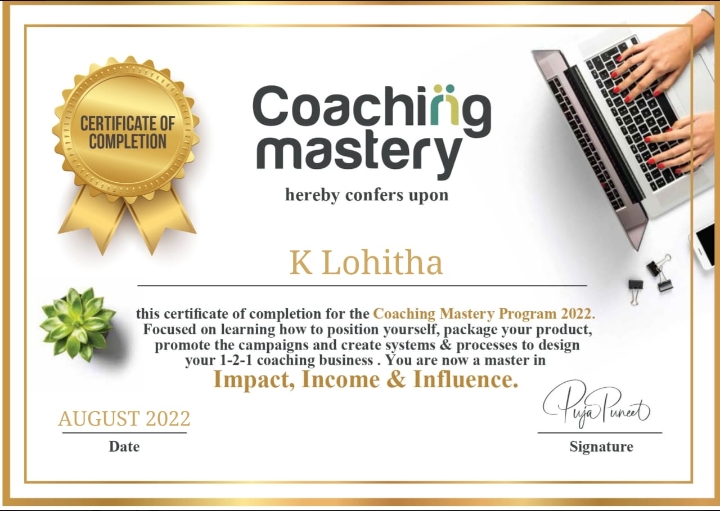 CERTIFICATE OF
COMPLETION
Coaching
mastery
hereby confers upon
K Lohitha
this certificate of completion for the Coaching Mastery Program 2022.
Focused on learning how to position yourself, package your product,
promote the campaigns and create systems & processes to design
your 1-2-1 coaching business . You are now a master in
Impact, Income & Influence.
Puja Puneet
AUGUST 2022
Date
Signature